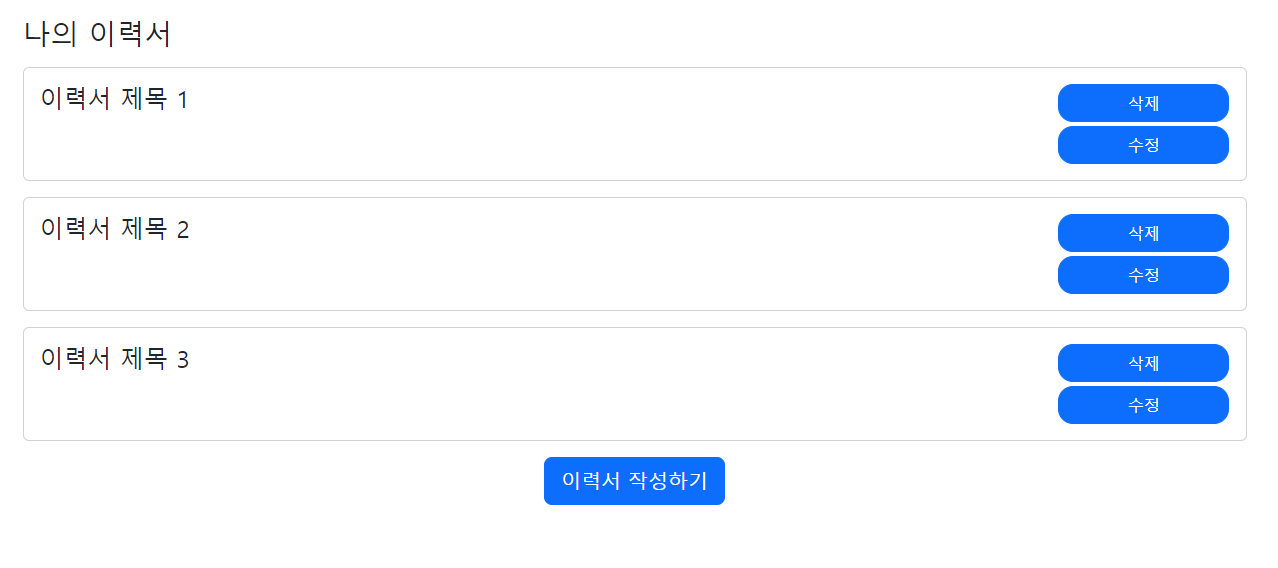 나의 이력서
이력서 제목 1
삭제
수정
이력서 제목 2
삭제
수정
이력서 제목 3
삭제
수정
이력서 작성하기